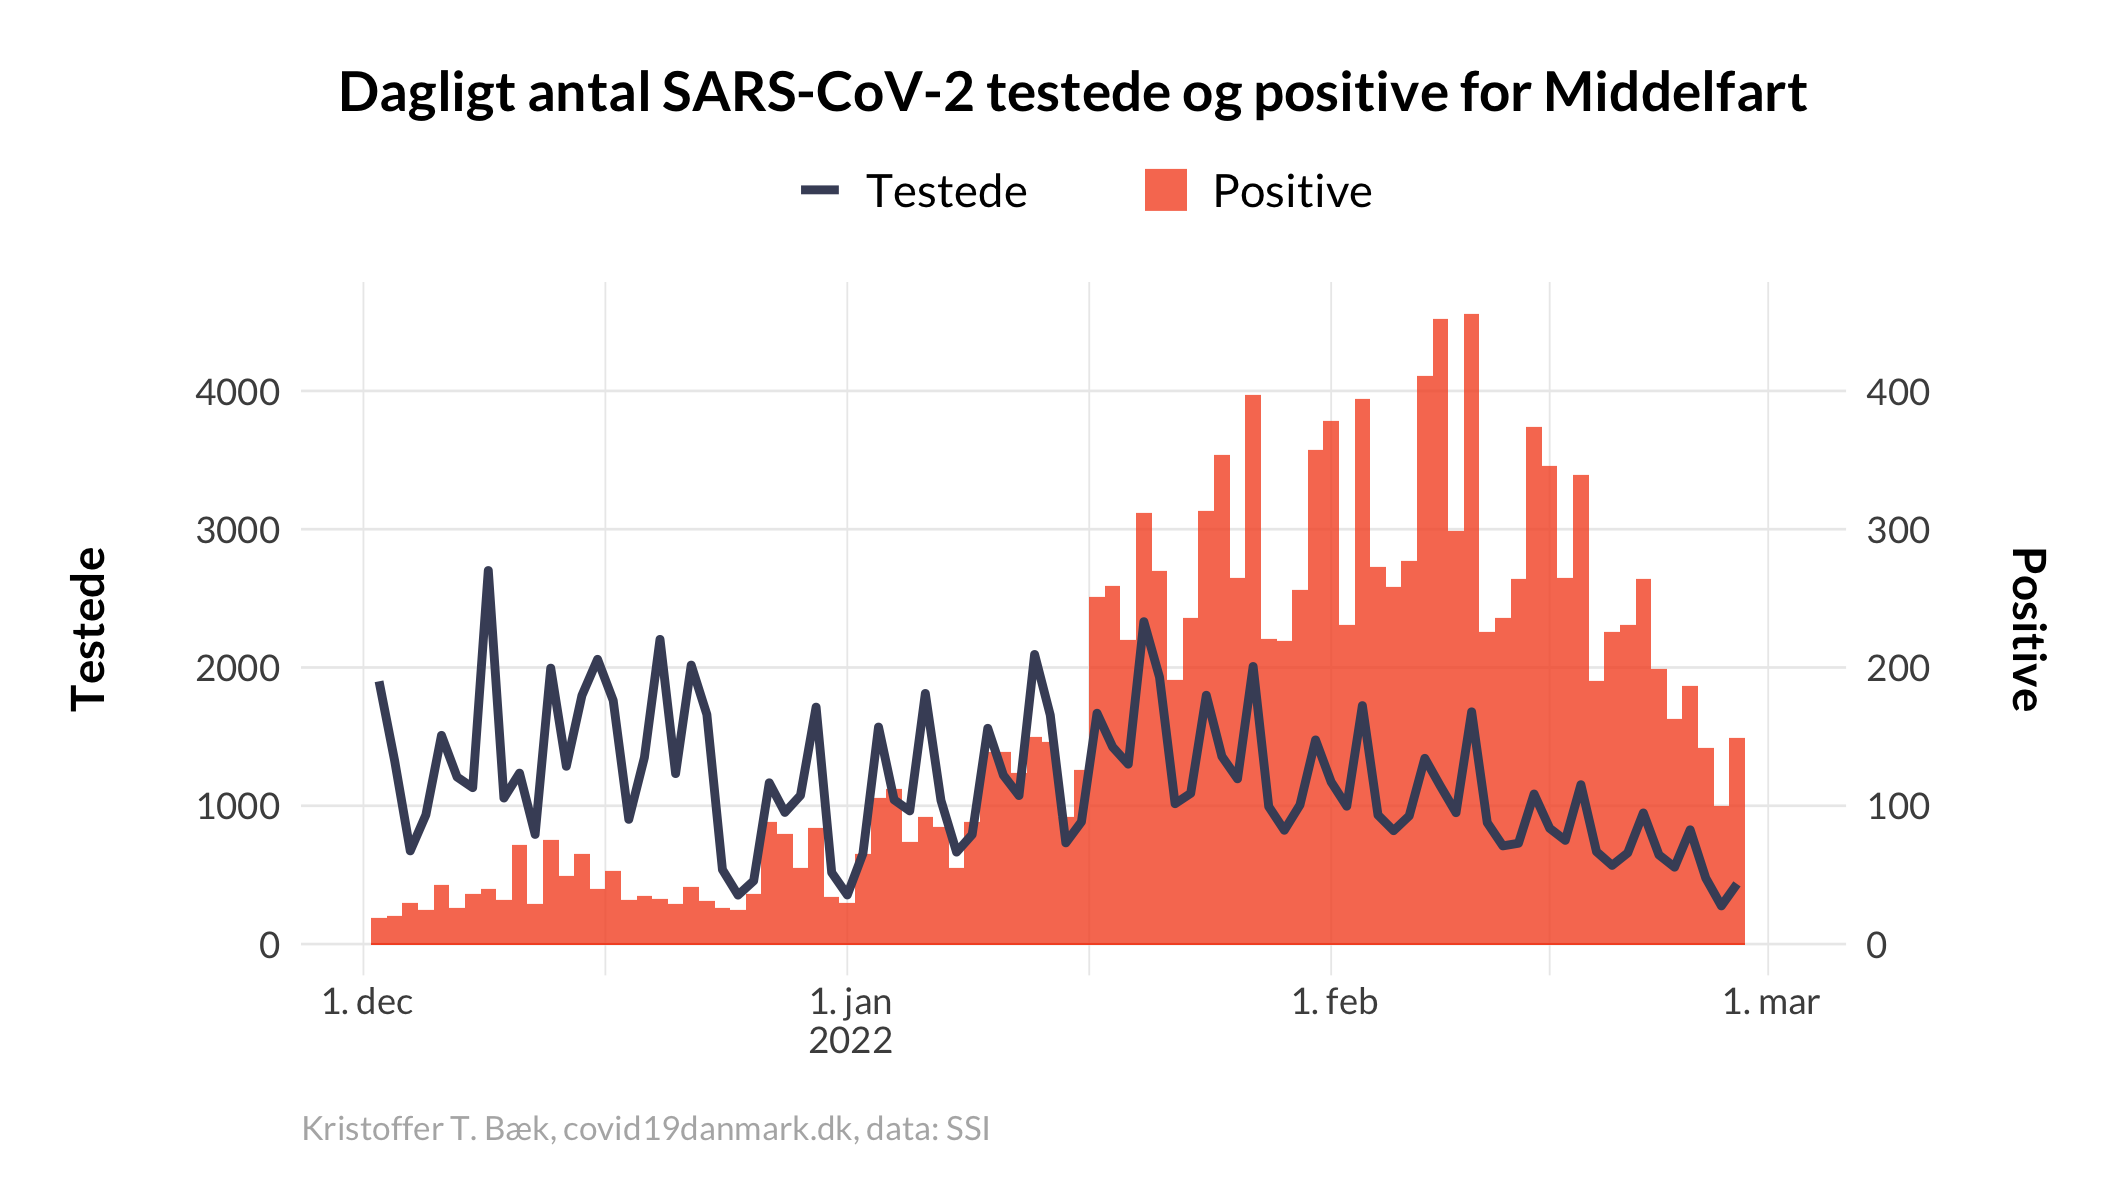 Dagligt antal SARS-CoV-2 testede og positive for Middelfart
Testede
Positive
4000
3000
2000
1000
0
Testede
400
300
200
100
0
Positive
1. dec
1. jan
2022
1. feb
1. mar
Kristoffer T. Bæk, covid19danmark.dk, data: SSI